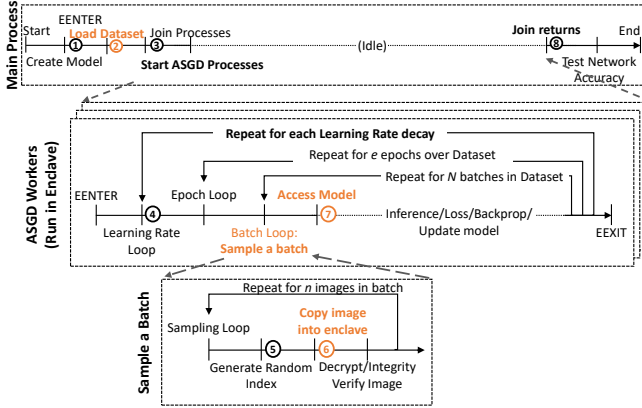 Main Process
Start
EENTER
Load Dataset
Join Processes
Join returns
End
1
2
3
(Idle)
8
Create Model
Start ASGD Processes
Test Network
Accuracy
ASGD Workers
(Run in Enclave)
Repeat for each Learning Rate decay
Repeat for e epochs over Dataset
Repeat for N batches in Dataset
EENTER
Epoch Loop
Access Model
4
7
Learning Rate
Loop
Batch Loop:
Sample a batch
Inference/Loss/Backprop/
Update model
EEXIT
Sample a Batch
Repeat for n images in batch
Sampling Loop
Copy image
into enclave
5
6
Generate Random
Index
Decrypt/Integrity
Verify Image